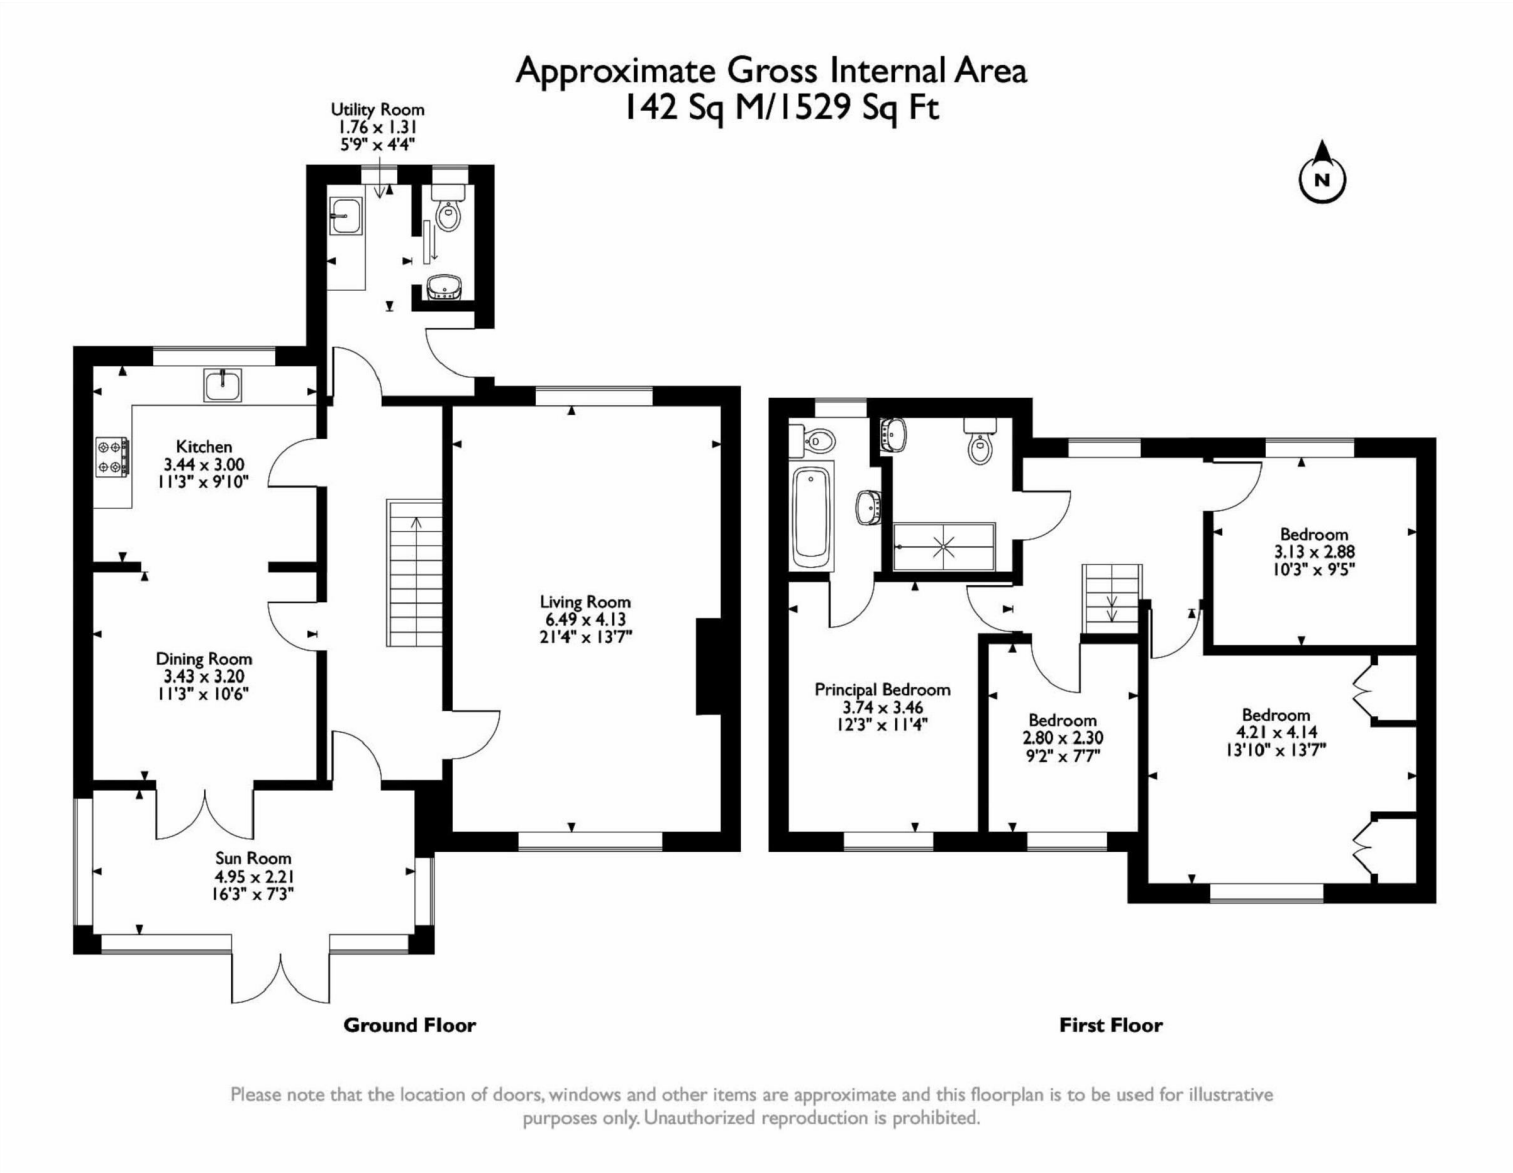 Approximate Gross Internal Area
142 Sq M/1529 Sq Ft
Utility Room
1.76 x 1.31
5'9" x 4'4"
N
Kitchen
3.44 x 3.00
11'3" x 9'10"
Dining Room
3.43 x 3.20
11'3" x 10'6"
Living Room
6.49 x 4.13
21'4" x 13'7"
Sun Room
4.95 x 2.21
16'3" x 7'3"
Ground Floor
Bedroom
3.13 x 2.88
10'3" x 9'5"
Principal Bedroom
3.74 x 3.46
12'3" x 11'4"
Bedroom
2.80 x 2.30
9'2" x 7'7"
Bedroom
4.21 x 4.14
13'10" x 13'7"
First Floor
Please note that the location of doors, windows and other items are approximate and this floorplan is to be used for illustrative
purposes only. Unauthorized reproduction is prohibited.